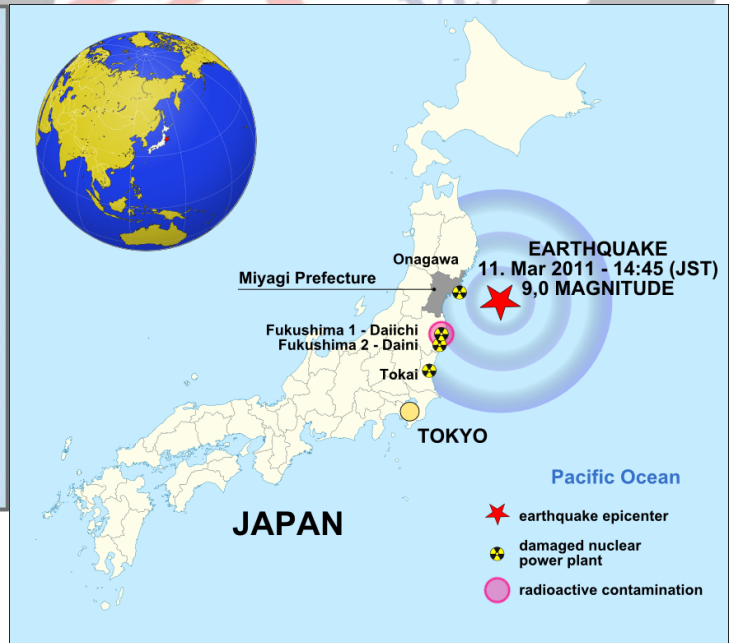 EARTHQUAKE
11. Mar 2011 - 14:45 (JST)
9,0 MAGNITUDE
Onagawa
Miyagi Prefecture
Fukushima 1 - Daiichi
Fukushima 2 - Daini
Tokai
TOKYO
JAPAN
Pacific Ocean
earthquake epicenter
damaged nuclear
power plant
radioactive contamination